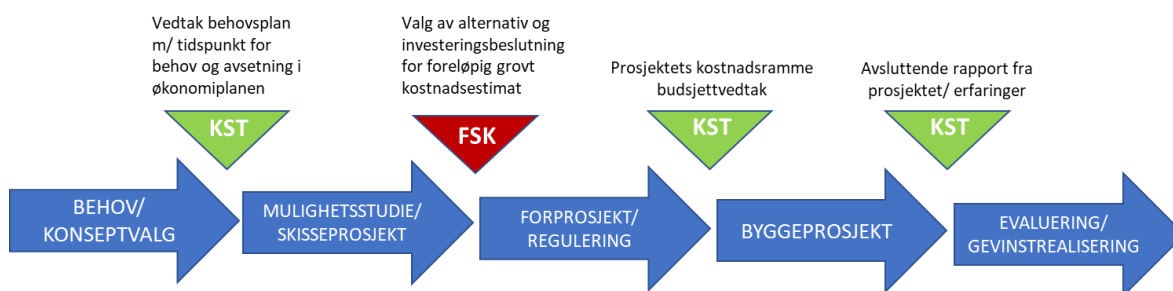 Vedtak behovsplan
m/ tidspunkt for
behov og avsetning i
økonomiplanen
KST
Valg av alternativ og
investeringsbeslutning
for foreløpig grovt
kostnadsestimat
FSK
Prosjektets kostnadsramme
budsjettvedtak
KST
Avsluttende rapport fra
prosjektet/ erfaringer
KST
BEHOV/
KONSEPTVALG
MULIGHETSSTUDIE/
SKISSEPROSJEKT
FORPROSJEKT/
REGULERING
BYGGEPROSJEKT
EVALUERING/
GEVINSTREALISERING